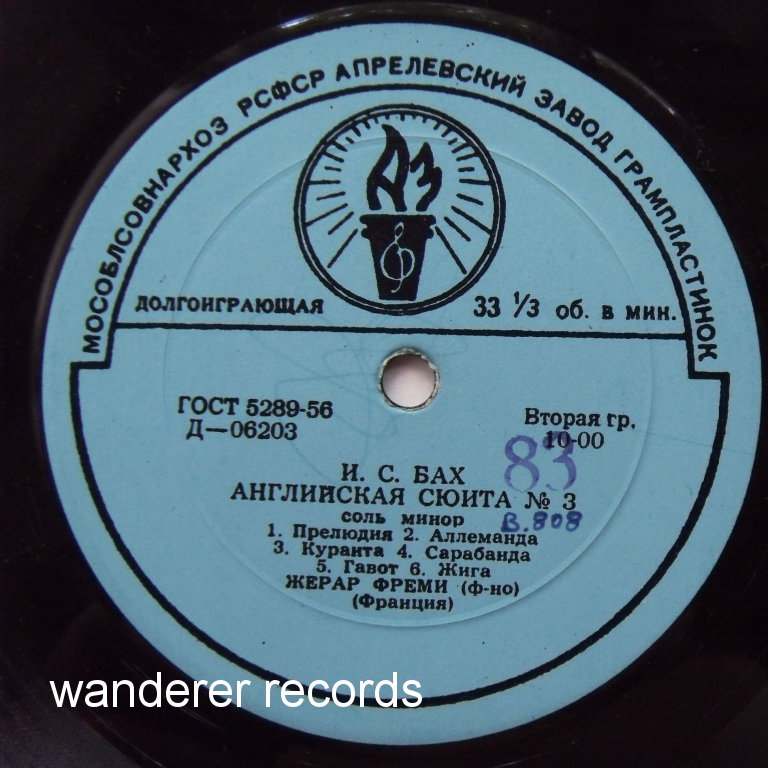 МОСОБЛСОВНАРХОЗ РСФСР АПРЕЛЕВСКИЙ ЗАВОД ГРАМПЛАСТИНОК
АЗ
ДОЛГОИГРАЮЩАЯ 33 1/3 об. в мин.
ГОСТ 5289-56
Д—06203
Вторая гр.
10-00
83
И. С. БАХ
АНГЛИЙСКАЯ СЮИТА № 3
соль минор
В.808
1. Прелюдия 2. Аллеманда
3. Куранта 4. Сарабанда
5. Гавот 6. Жига
ЖЕРАР ФРЕМИ (ф-но)
(Франция)
wanderer records